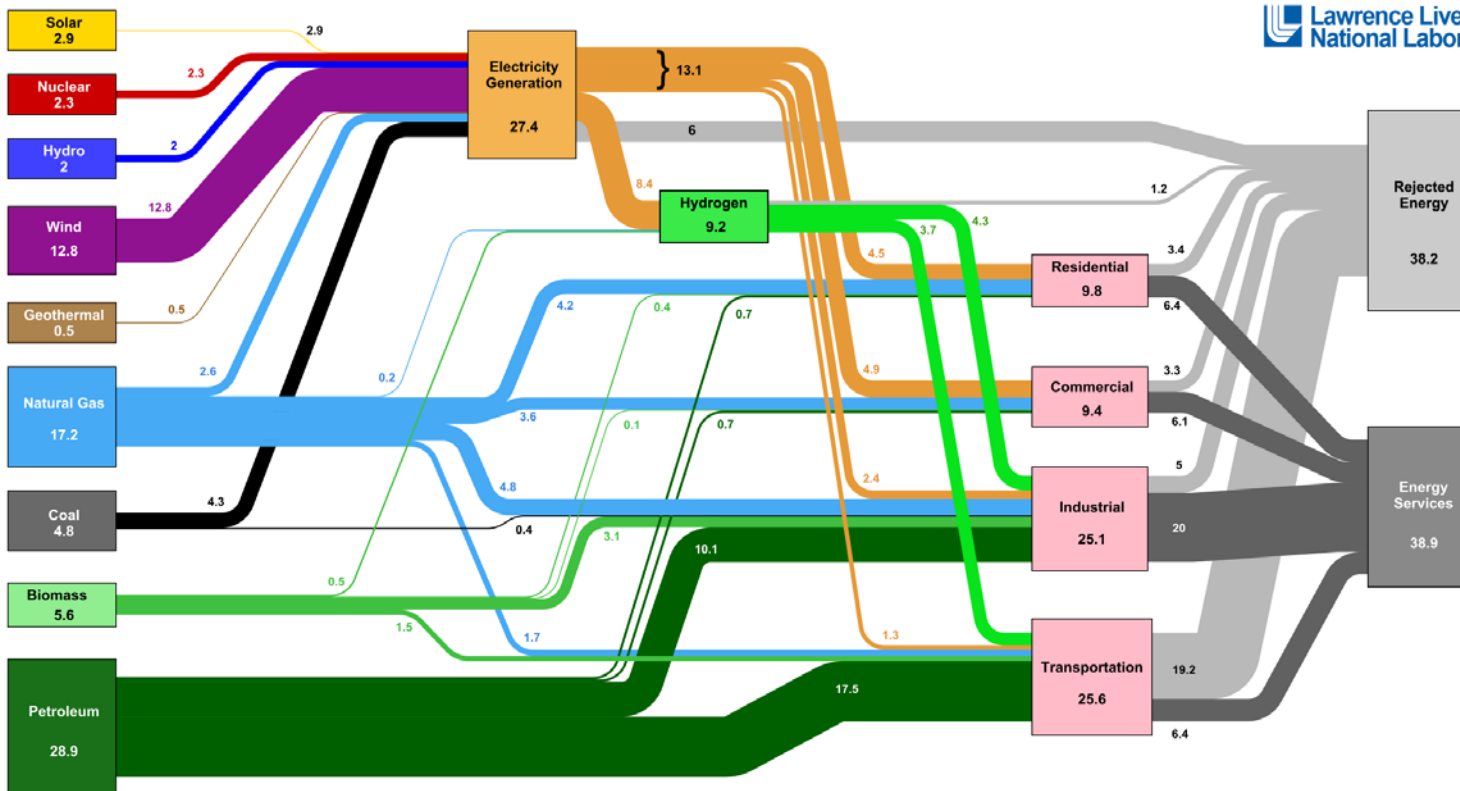 Solar
2.9
2.9
Nuclear
2.3
2.3
Hydro
2
2
Wind
12.8
12.8
Geothermal
0.5
0.5
Natural Gas
17.2
2.6
0.2
4.2
3.6
4.8
1.7
Coal
4.8
4.3
0.4
Biomass
5.6
0.5
0.4
0.1
3.1
1.5
Petroleum
28.9
0.7
0.7
10.1
17.5
Electricity
Generation
27.4
} 13.1
6
8.4
Hydrogen
9.2
1.2
4.3
3.7
4.5
4.9
2.4
1.3
Residential
9.8
3.4
6.4
Commercial
9.4
3.3
6.1
Industrial
25.1
5
20
Transportation
25.6
19.2
6.4
Lawrence Live
National Labor
Rejected
Energy
38.2
Energy
Services
38.9